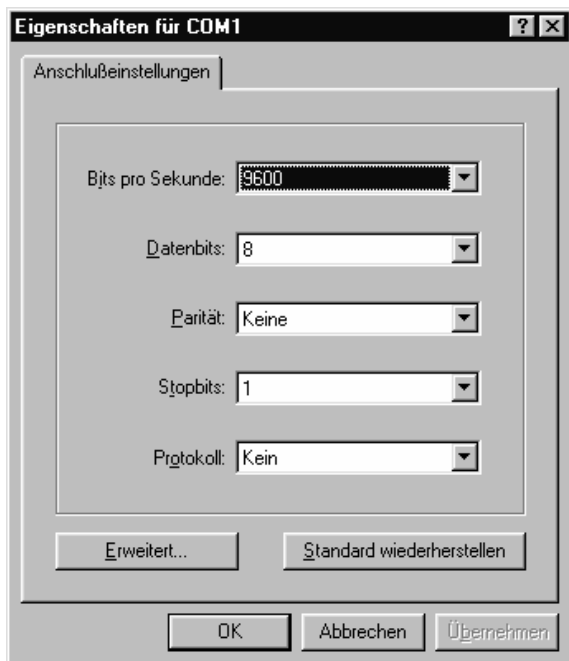 Eigenschaften für COM1
Anschlußeinstellungen
Bits pro Sekunde: 9600
Datenbits: 8
Parität: Keine
Stopbits: 1
Protokoll: Kein
Erweitert... Standard wiederherstellen
OK Abbrechen Übernehmen